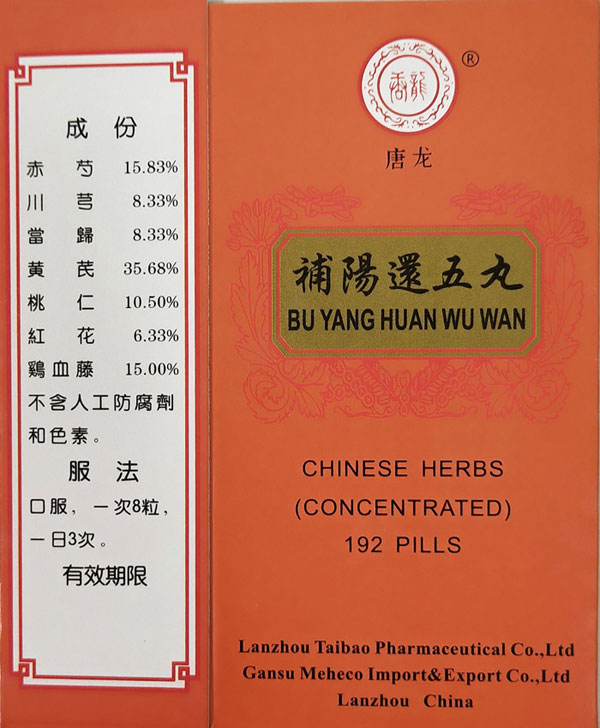 成份
赤芍 15.83%
川芎 8.33%
當歸 8.33%
黃芪 35.68%
桃仁 10.50%
紅花 6.33%
鷄血藤 15.00%
不含人工防腐劑
和色素。
服法
口服，一次8粒，
一日3次。
有效期限
®
唐龙
補陽還五丸
BU YANG HUAN WU WAN
CHINESE HERBS
(CONCENTRATED)
192 PILLS
Lanzhou Taibao Pharmaceutical Co.,Ltd
Gansu Meheco Import&Export Co.,Ltd
Lanzhou China